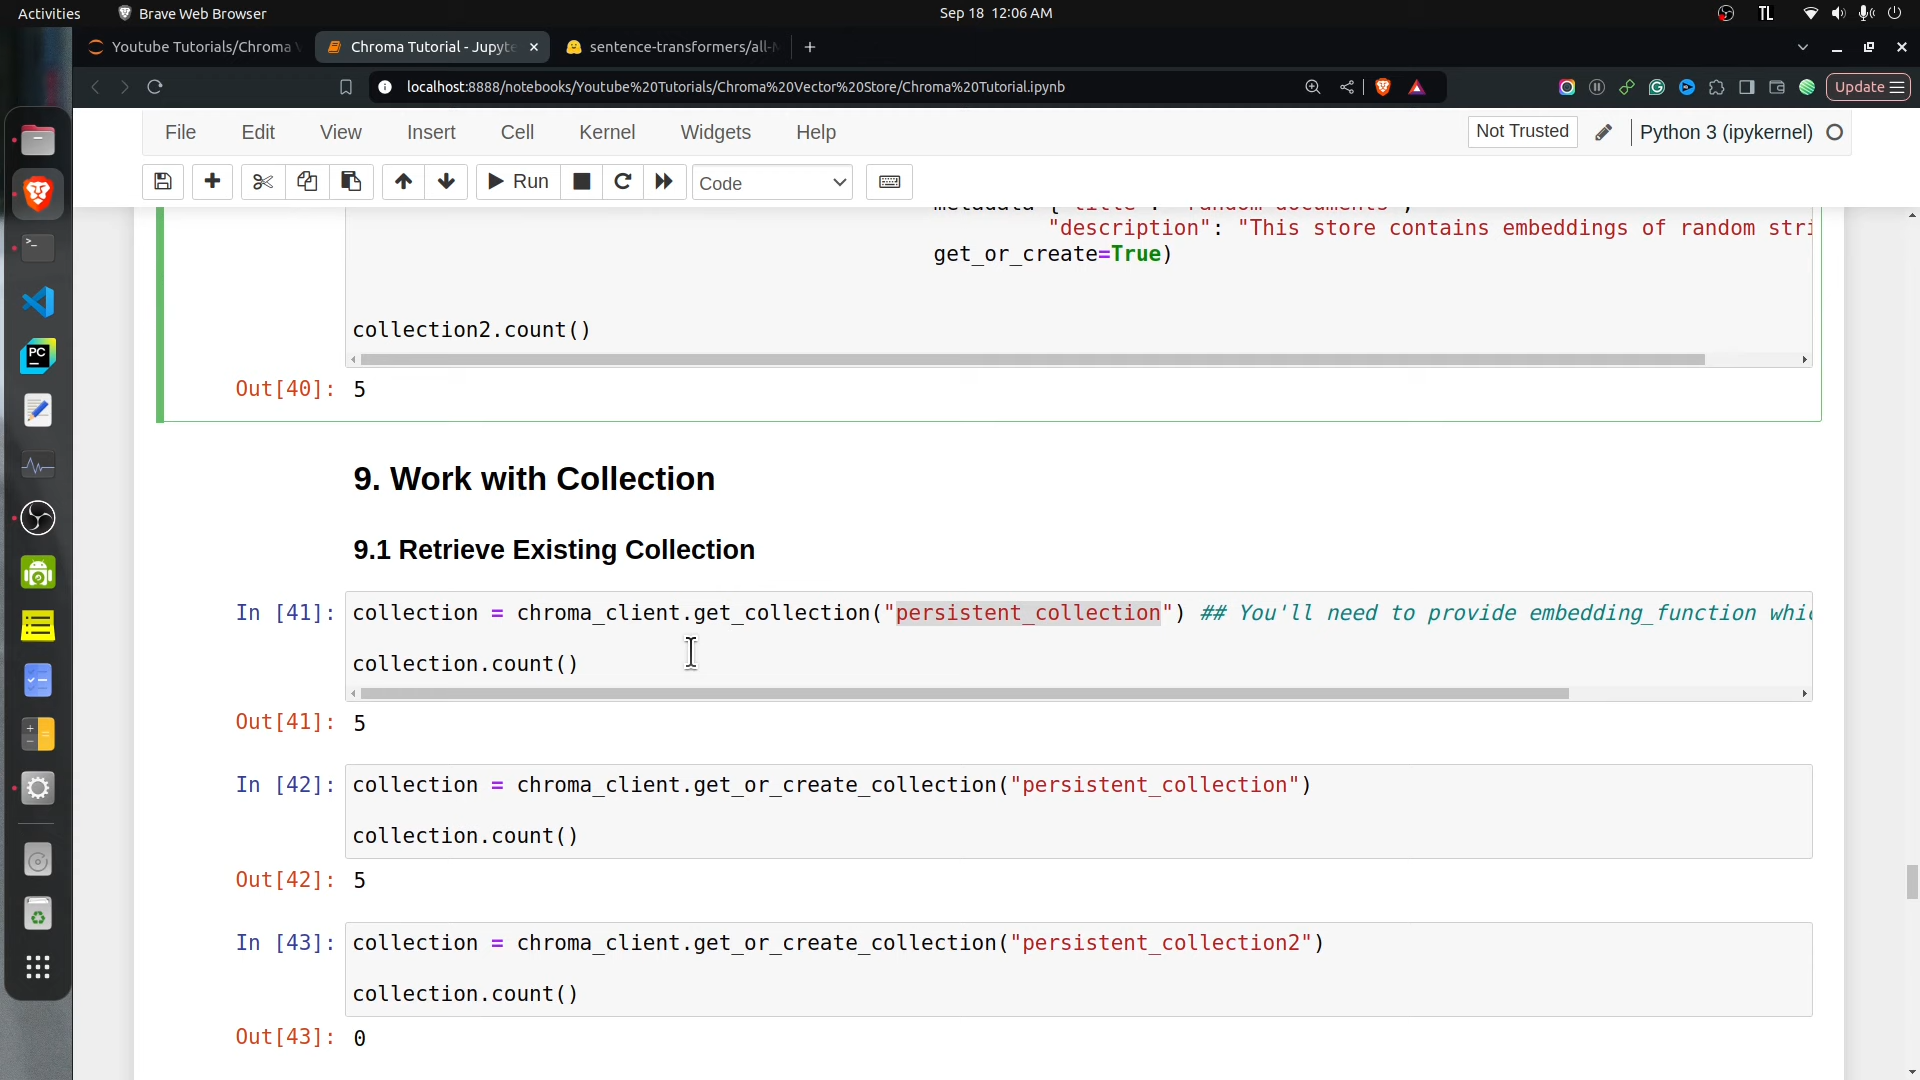 Activities
Brave Web Browser
Sep 18 12:06 AM
TL
Youtube Tutorials/Chroma
Chroma Tutorial - Jupyte
sentence-transformers/all-
localhost:8888/notebooks/Youtube%20Tutorials/Chroma%20Vector%20Store/Chroma%20Tutorial.ipynb
Update
File Edit View Insert Cell Kernel Widgets Help
Not Trusted
Python 3 (ipykernel)
Run
Code
"description": "This store contains embeddings of random stri
get_or_create=True)
collection2.count()
Out[40]: 5
9. Work with Collection
9.1 Retrieve Existing Collection
In [41]: collection = chroma_client.get_collection("persistent_collection") ## You'll need to provide embedding_function whic
collection.count()
Out[41]: 5
In [42]: collection = chroma_client.get_or_create_collection("persistent_collection")
collection.count()
Out[42]: 5
In [43]: collection = chroma_client.get_or_create_collection("persistent_collection2")
collection.count()
Out[43]: 0